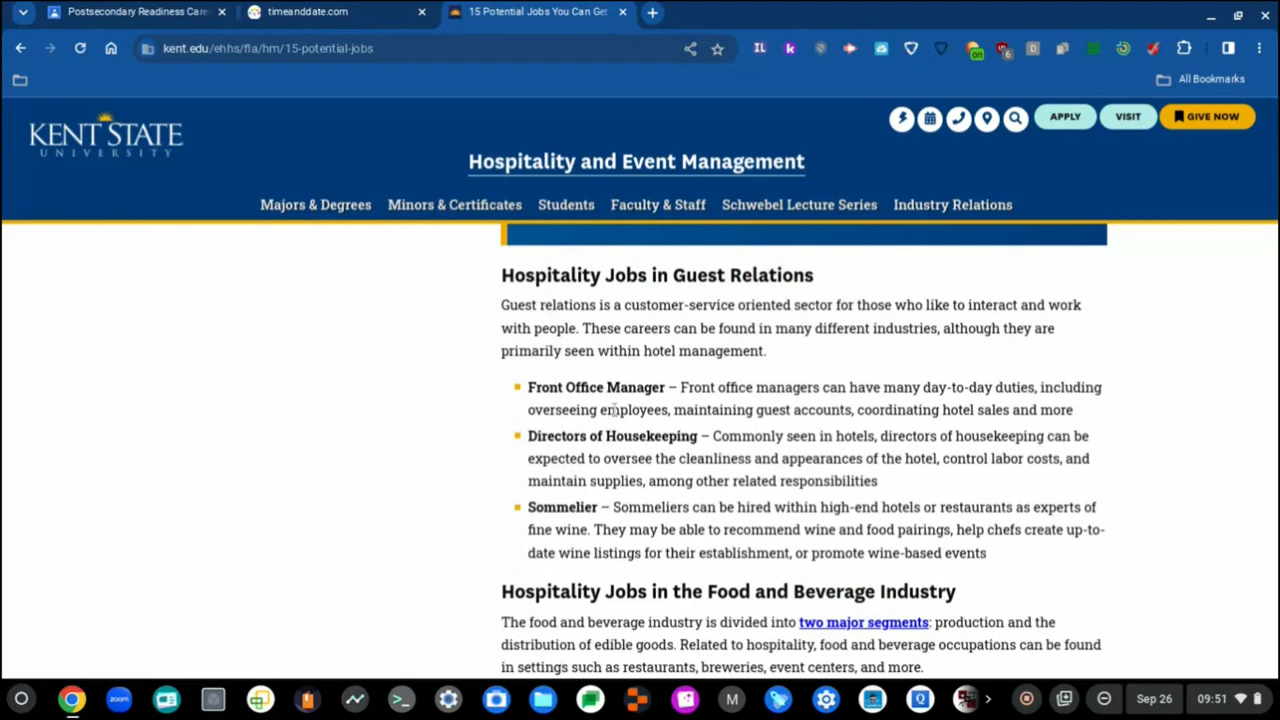 Postsecondary Readiness Care
timeanddate.com
15 Potential Jobs You Can Get
kent.edu/ehhs/fla/hm/15-potential-jobs
All Bookmarks
KENT STATE
UNIVERSITY
APPLY
VISIT
GIVE NOW
Hospitality and Event Management
Majors & Degrees
Minors & Certificates
Students
Faculty & Staff
Schwebel Lecture Series
Industry Relations
Hospitality Jobs in Guest Relations
Guest relations is a customer-service oriented sector for those who like to interact and work
with people. These careers can be found in many different industries, although they are
primarily seen within hotel management.
Front Office Manager – Front office managers can have many day-to-day duties, including
overseeing employees, maintaining guest accounts, coordinating hotel sales and more
Directors of Housekeeping – Commonly seen in hotels, directors of housekeeping can be
expected to oversee the cleanliness and appearances of the hotel, control labor costs, and
maintain supplies, among other related responsibilities
Sommelier – Sommeliers can be hired within high-end hotels or restaurants as experts of
fine wine. They may be able to recommend wine and food pairings, help chefs create up-to-
date wine listings for their establishment, or promote wine-based events
Hospitality Jobs in the Food and Beverage Industry
The food and beverage industry is divided into two major segments: production and the
distribution of edible goods. Related to hospitality, food and beverage occupations can be found
in settings such as restaurants, breweries, event centers, and more.
zoom
M
Q
Sep 26
09:51